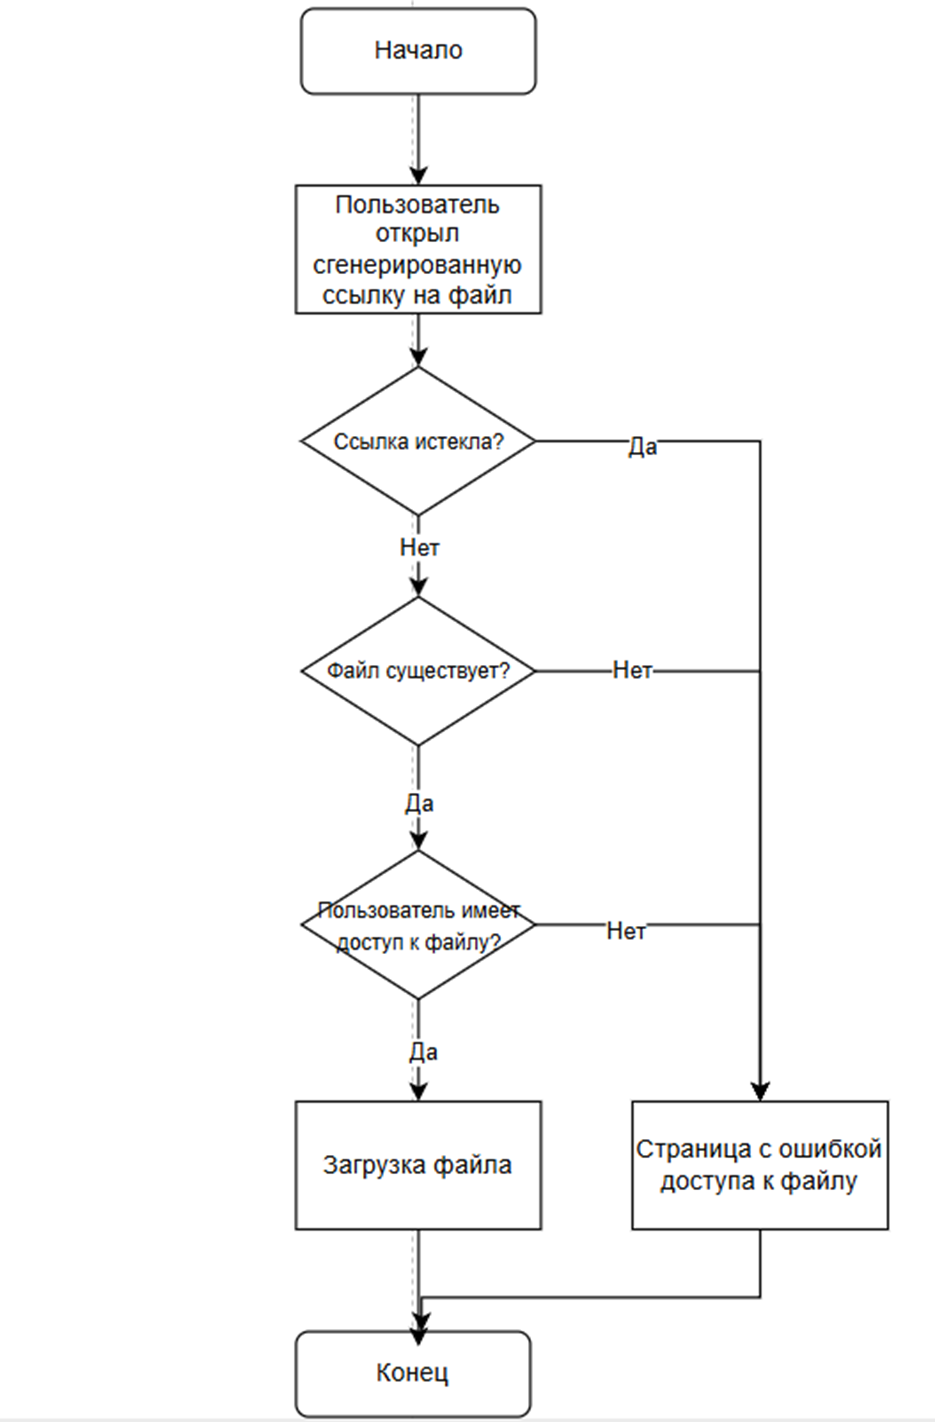 Начало
Пользователь
открыл
сгенерированную
ссылку на файл
Ссылка истекла?
Да
Нет
Файл существует?
Нет
Да
Пользователь имеет
доступ к файлу?
Нет
Да
Загрузка файла
Страница с ошибкой
доступа к файлу
Конец